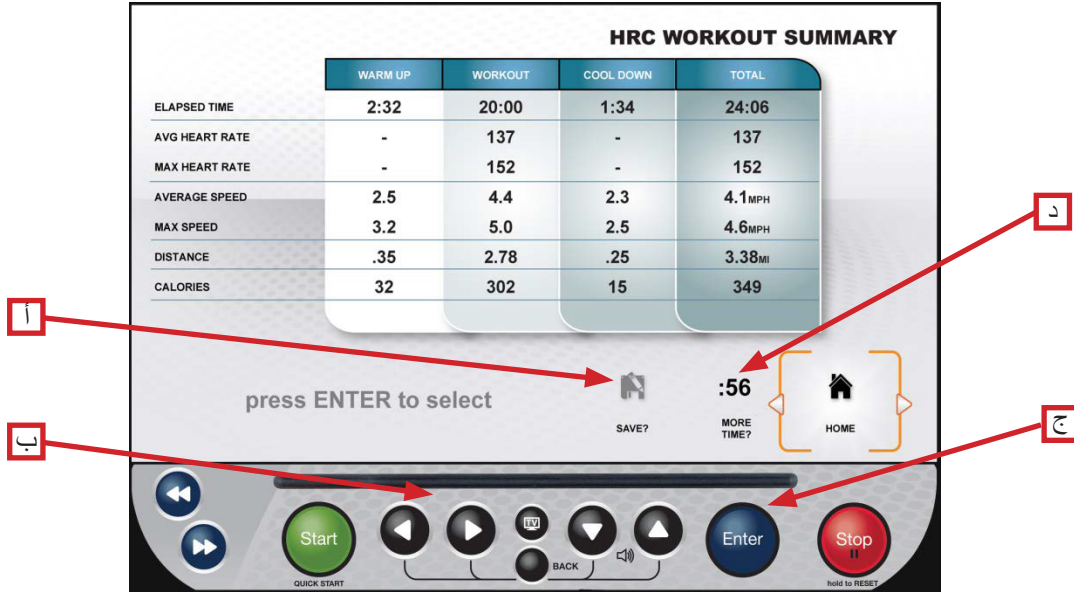 HRC WORKOUT SUMMARY
WARM UP WORKOUT COOL DOWN TOTAL
ELAPSED TIME 2:32 20:00 1:34 24:06
AVG HEART RATE - 137 - 137
MAX HEART RATE - 152 - 152
AVERAGE SPEED 2.5 4.4 2.3 4.1MPH
MAX SPEED 3.2 5.0 2.5 4.6MPH
DISTANCE .35 2.78 .25 3.38MI
CALORIES 32 302 15 349
د
أ
:56
press ENTER to select
SAVE? MORE TIME? HOME
ج
ب
Start TV Enter Stop
BACK
QUICK START hold to RESET